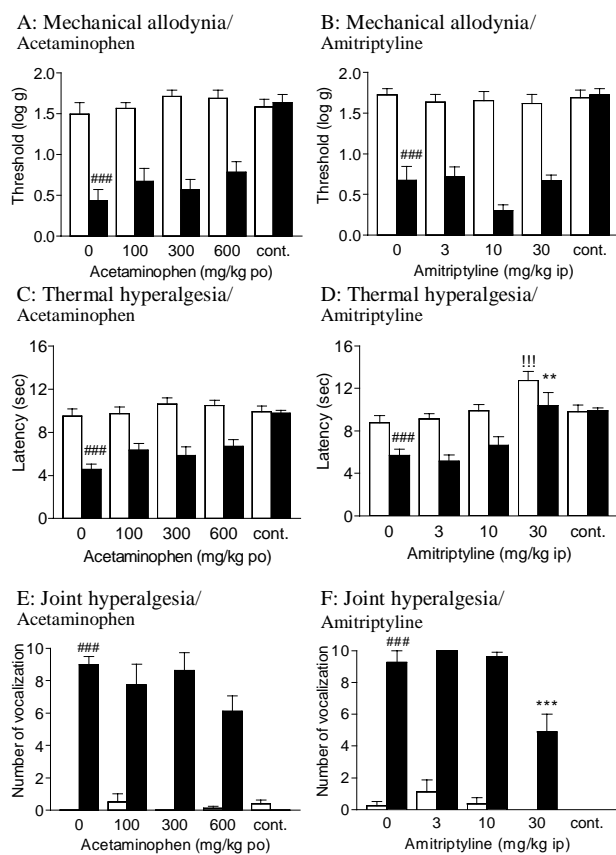 A: Mechanical allodynia/
Acetaminophen
Threshold (log g)
2.0
1.5
1.0
0.5
0.0
###
0 100 300 600 cont.
Acetaminophen (mg/kg po)
B: Mechanical allodynia/
Amitriptyline
Threshold (log g)
2.0
1.5
1.0
0.5
0.0
###
0 3 10 30 cont.
Amitriptyline (mg/kg ip)
C: Thermal hyperalgesia/
Acetaminophen
Latency (sec)
16
12
8
4
0
###
0 100 300 600 cont.
Acetaminophen (mg/kg po)
D: Thermal hyperalgesia/
Amitriptyline
Latency (sec)
16
12
8
4
0
###
!!!
**
0 3 10 30 cont.
Amitriptyline (mg/kg ip)
E: Joint hyperalgesia/
Acetaminophen
Number of vocalization
10
8
6
4
2
0
###
0 100 300 600 cont.
Acetaminophen (mg/kg po)
F: Joint hyperalgesia/
Amitriptyline
Number of vocalization
10
8
6
4
2
0
###
***
0 3 10 30 cont.
Amitriptyline (mg/kg ip)